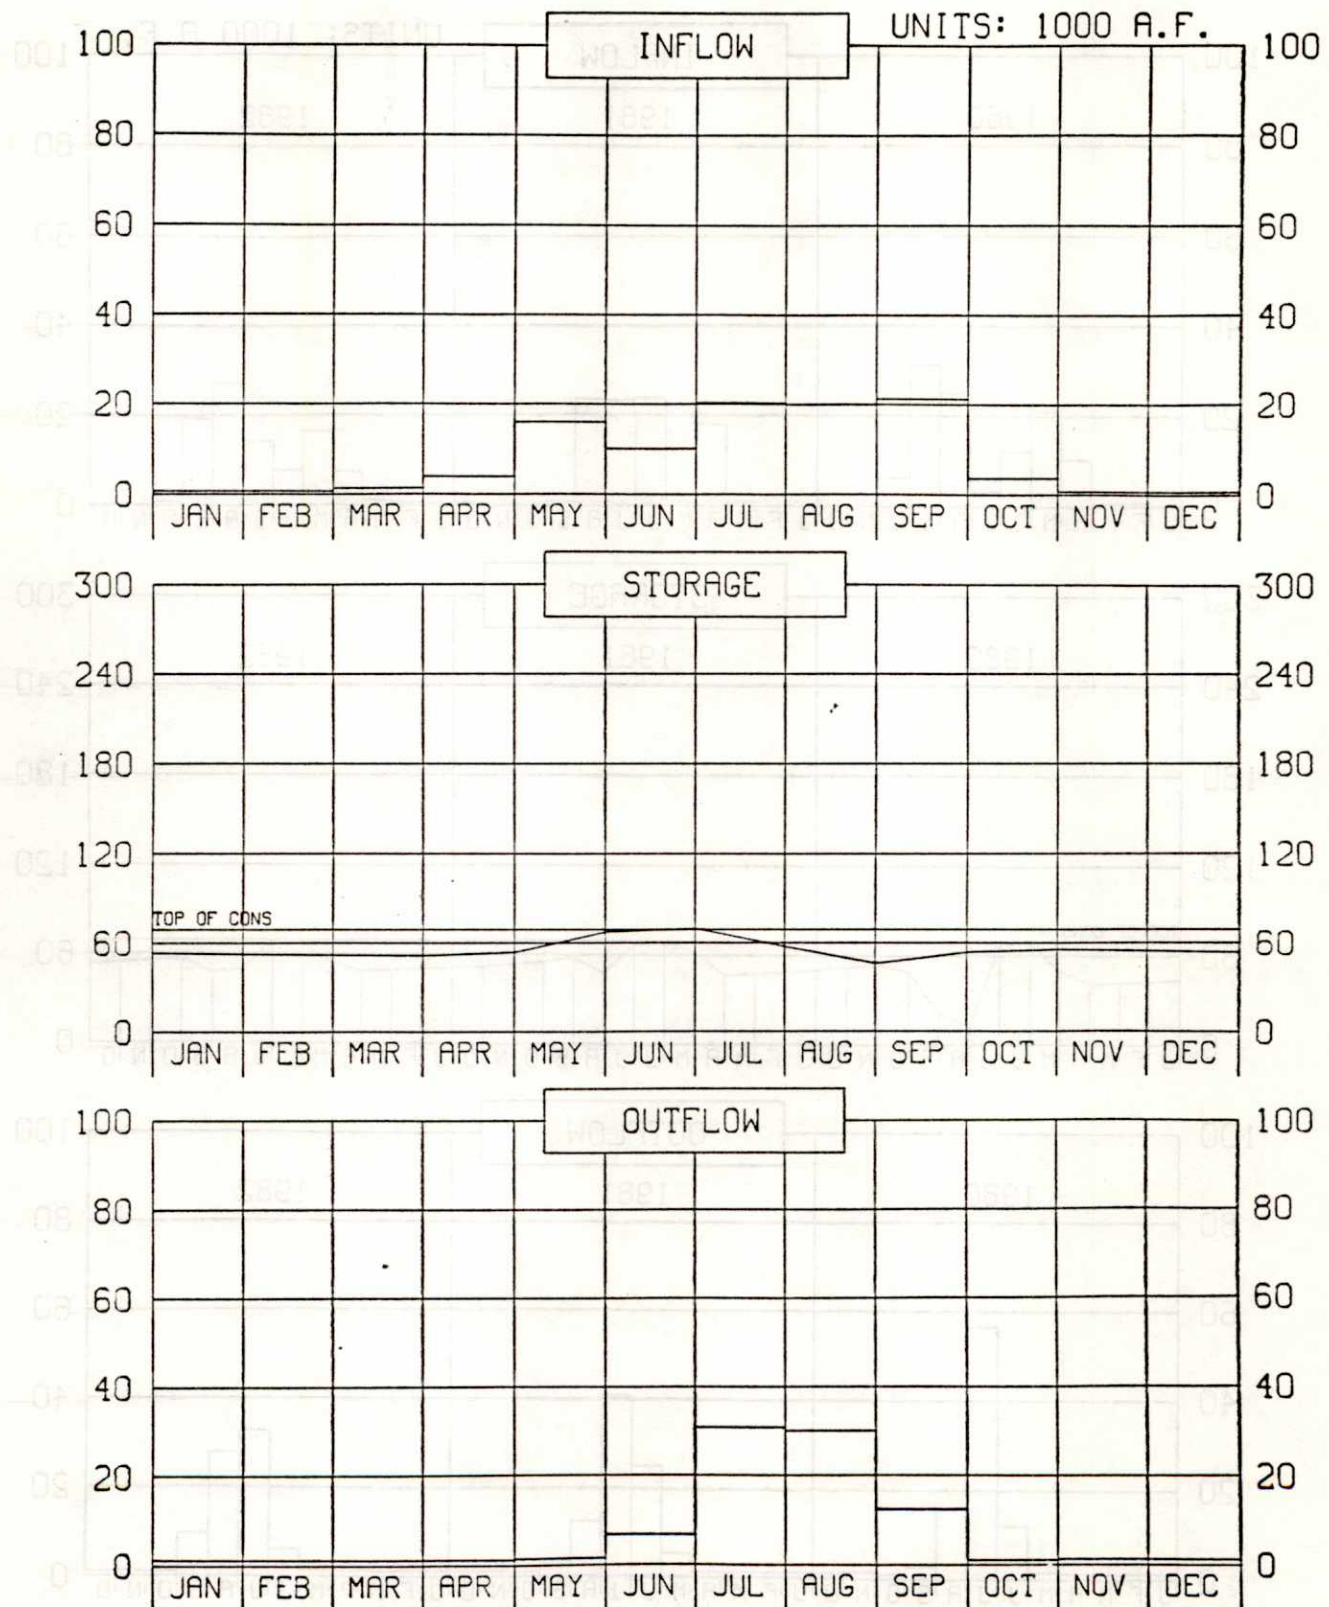 INFLOW UNITS: 1000 A.F.
100 100
80 80
60 60
40 40
20 20
0 0
JAN FEB MAR APR MAY JUN JUL AUG SEP OCT NOV DEC
STORAGE
300 300
240 240
180 180
120 120
TOP OF CONS
60 60
0 0
JAN FEB MAR APR MAY JUN JUL AUG SEP OCT NOV DEC
OUTFLOW
100 100
80 80
60 60
40 40
20 20
0 0
JAN FEB MAR APR MAY JUN JUL AUG SEP OCT NOV DEC